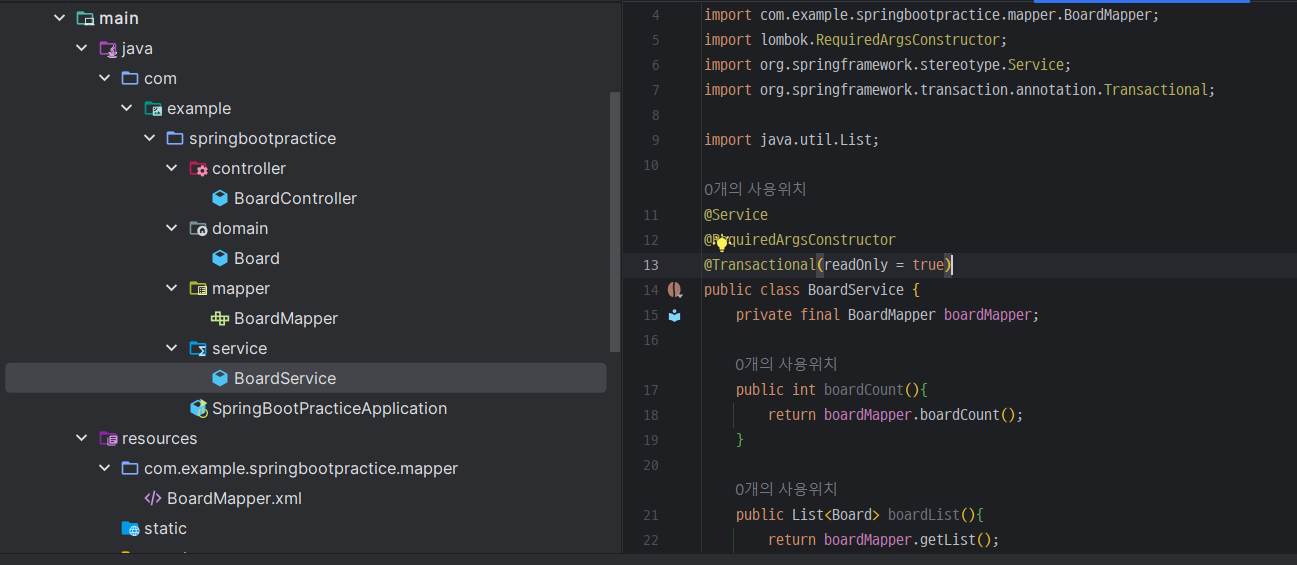 main
java
com
example
springbootpractice
controller
BoardController
domain
Board
mapper
BoardMapper
service
BoardService
SpringBootPracticeApplication
resources
com.example.springbootpractice.mapper
BoardMapper.xml
static
4 import com.example.springbootpractice.mapper.BoardMapper;
5 import lombok.RequiredArgsConstructor;
6 import org.springframework.stereotype.Service;
7 import org.springframework.transaction.annotation.Transactional;
8
9 import java.util.List;
10
0개의 사용위치
11 @Service
12 @RequiredArgsConstructor
13 @Transactional(readOnly = true)
14 public class BoardService {
15 private final BoardMapper boardMapper;
16
0개의 사용위치
17 public int boardCount(){
18 return boardMapper.boardCount();
19 }
20
0개의 사용위치
21 public List<Board> boardList(){
22 return boardMapper.getList();